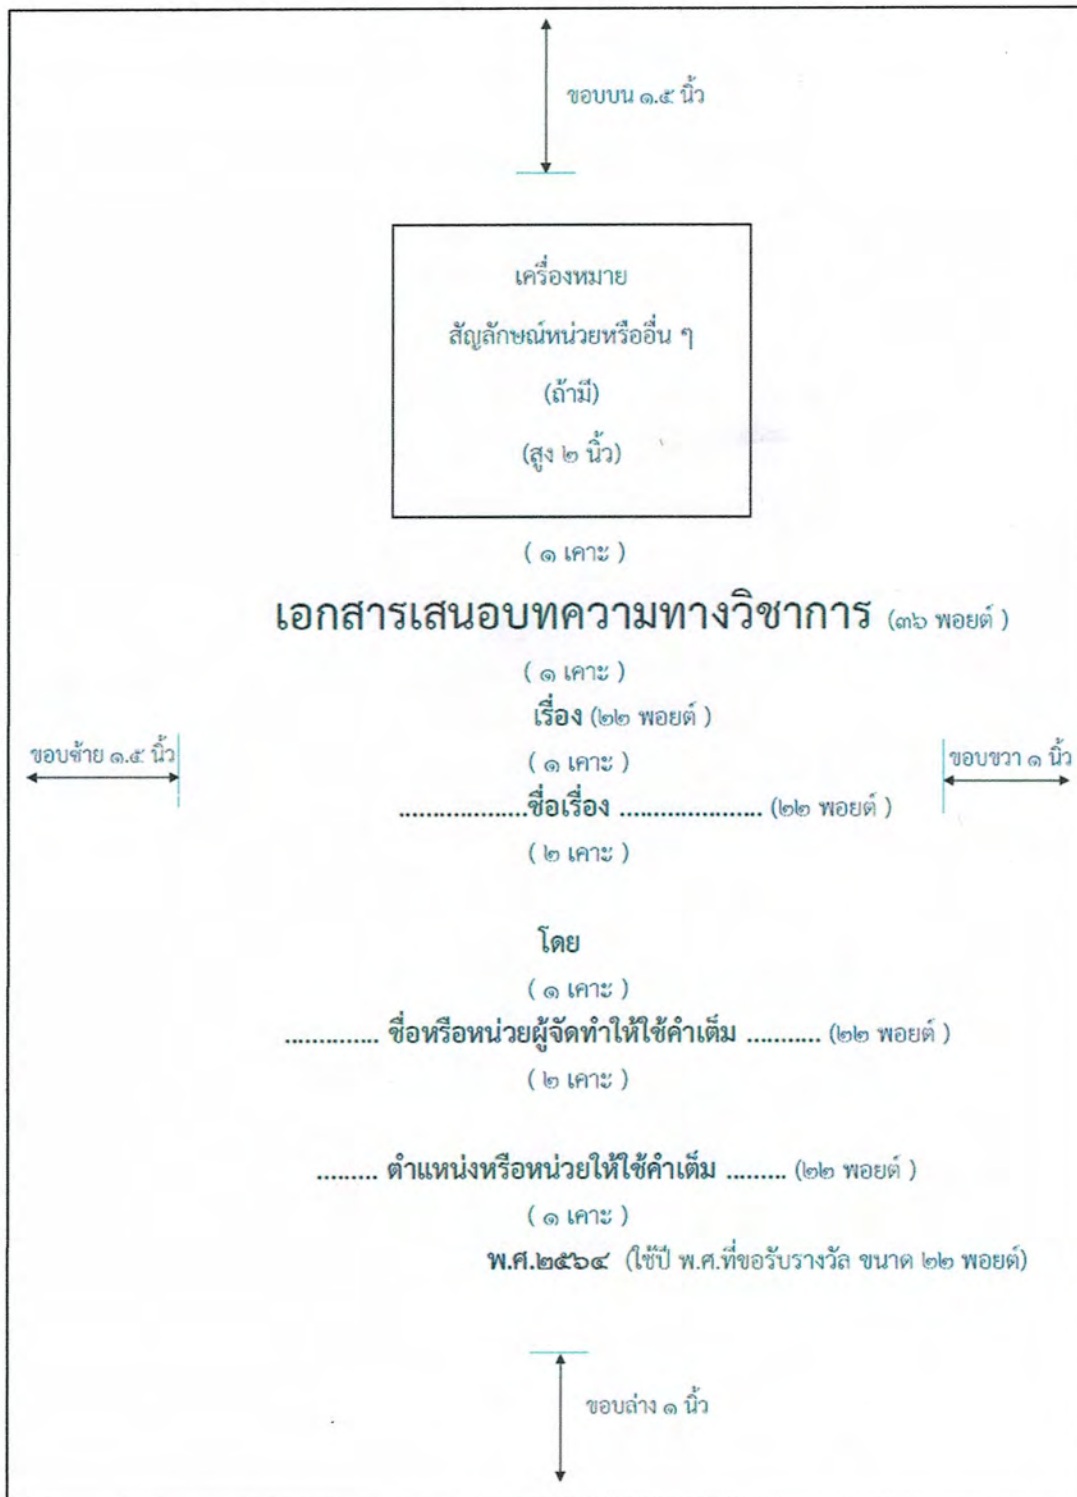 ขอบบน ๑.๕ นิ้ว
เครื่องหมาย
สัญลักษณ์หน่วยหรืออื่น ๆ
(ถ้ามี)
(สูง ๒ นิ้ว)
( ๑ เคาะ )
เอกสารเสนอบทความทางวิชาการ (๓๖ พอยต์ )
( ๑ เคาะ )
เรื่อง (๒๒ พอยต์ )
ขอบซ้าย ๑.๕ นิ้ว
( ๑ เคาะ )
ขอบขวา ๑ นิ้ว
...................ชื่อเรื่อง ..................... (๒๒ พอยต์ )
( ๒ เคาะ )
โดย
( ๑ เคาะ )
.............. ชื่อหรือหน่วยผู้จัดทำให้ใช้คำเต็ม ........... (๒๒ พอยต์ )
( ๒ เคาะ )
......... ตำแหน่งหรือหน่วยให้ใช้คำเต็ม ......... (๒๒ พอยต์ )
( ๑ เคาะ )
พ.ศ.๒๕๖๔ (ใช้ปี พ.ศ.ที่ขอรับรางวัล ขนาด ๒๒ พอยต์)
ขอบล่าง ๑ นิ้ว